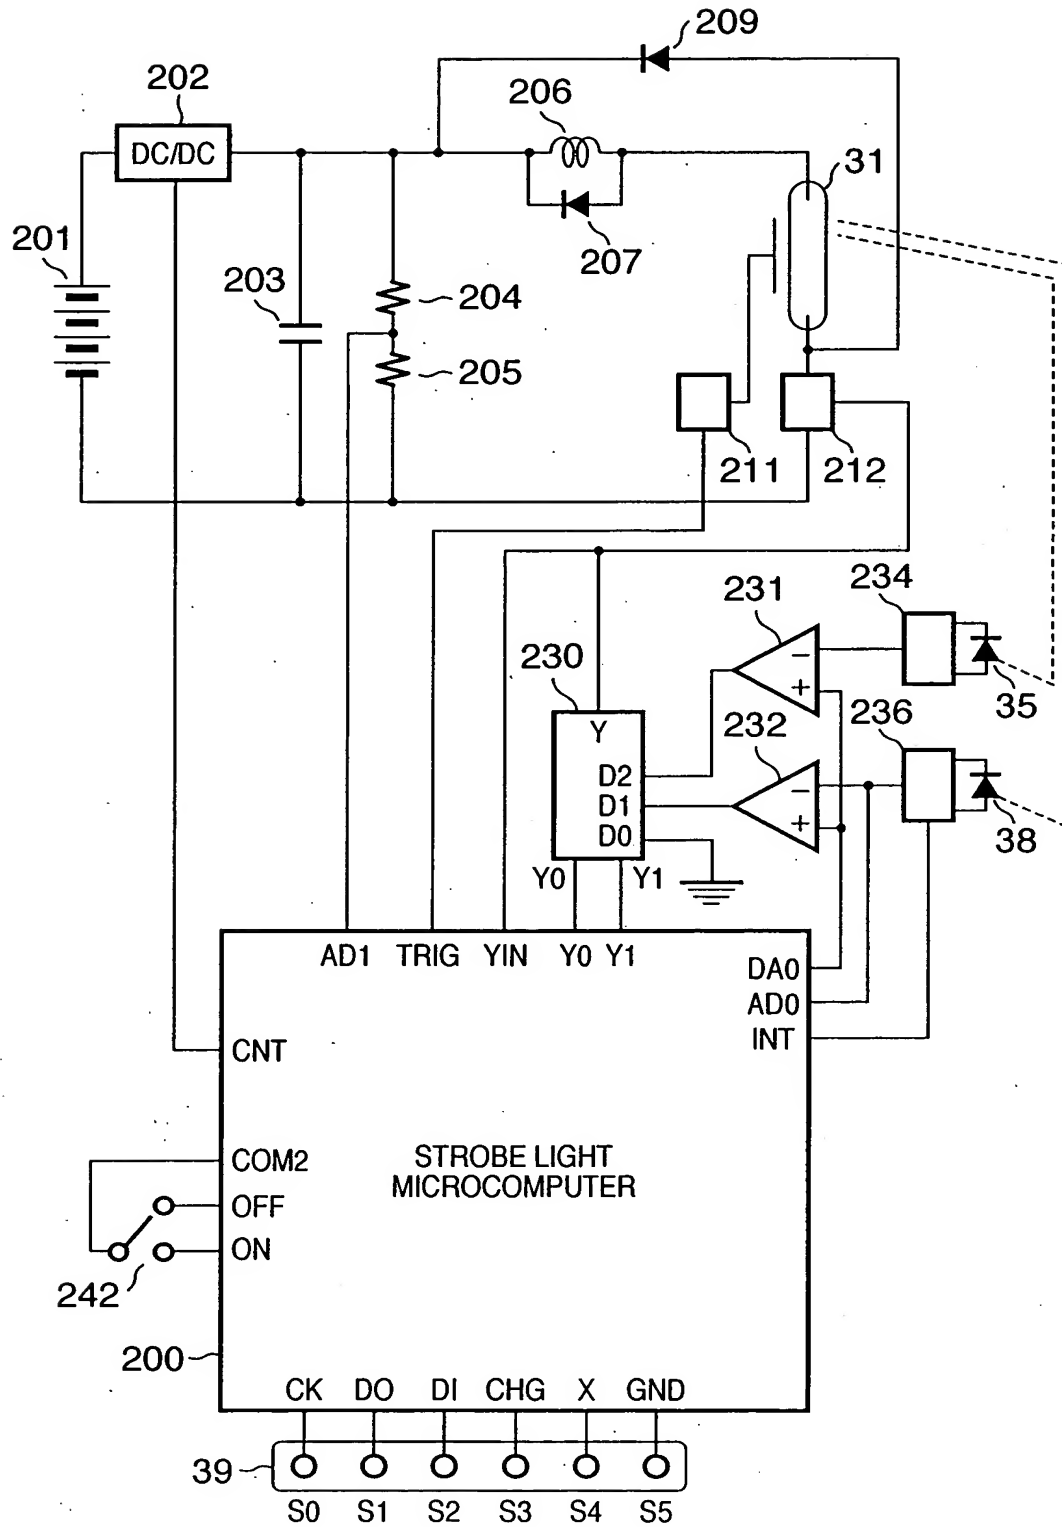 209
202
206
DC/DC
31
201
207
203
204
205
211
212
231
234
230
Y
35
232
236
D2
D1
D0
38
Y0
Y1
AD1
TRIG
YIN
Y0
Y1
DA0
AD0
INT
CNT
COM2
STROBE LIGHT
MICROCOMPUTER
OFF
ON
242
200
CK
DO
DI
CHG
X
GND
39
S0
S1
S2
S3
S4
S5
−
+
−
+